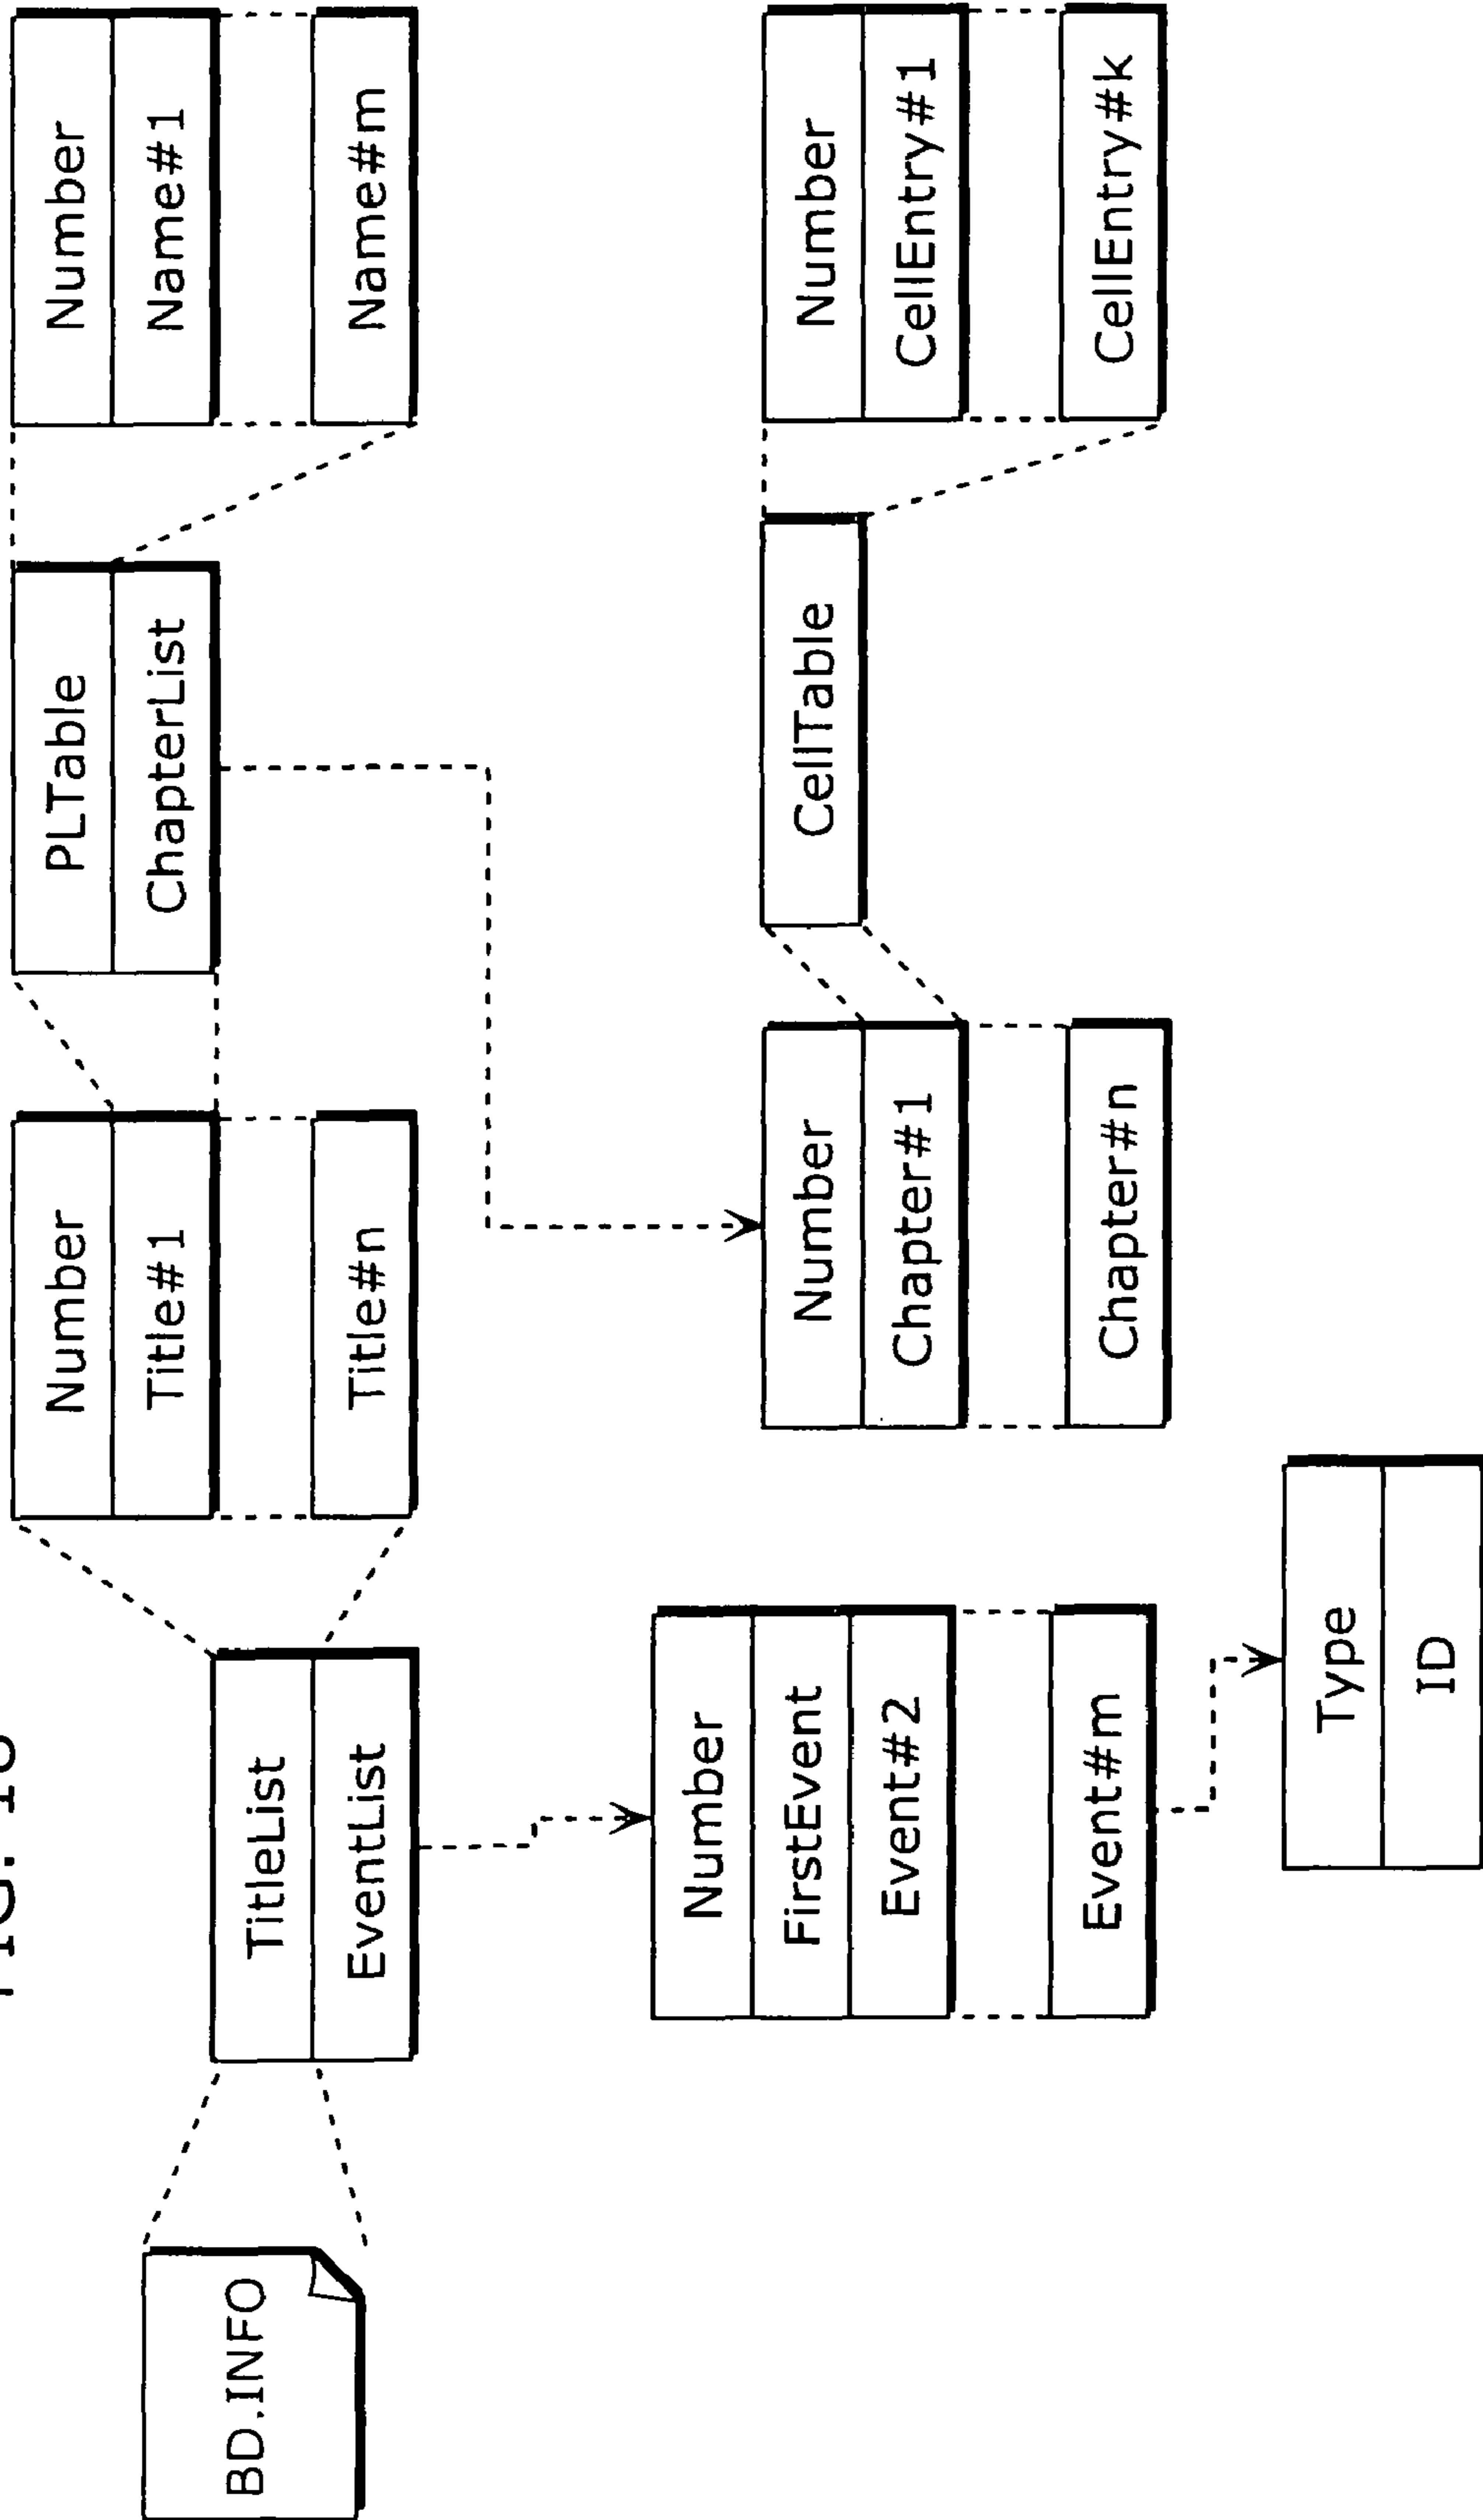 BD.INFO
TitleList
EventList
Number
Title#1
Title#n
PLTable
ChapterList
Number
Name#1
Name#m
Number
FirstEvent
Event#2
Event#m
Type
ID
Number
Chapter#1
Chapter#n
CellTable
Number
CellEntry#1
CellEntry#k